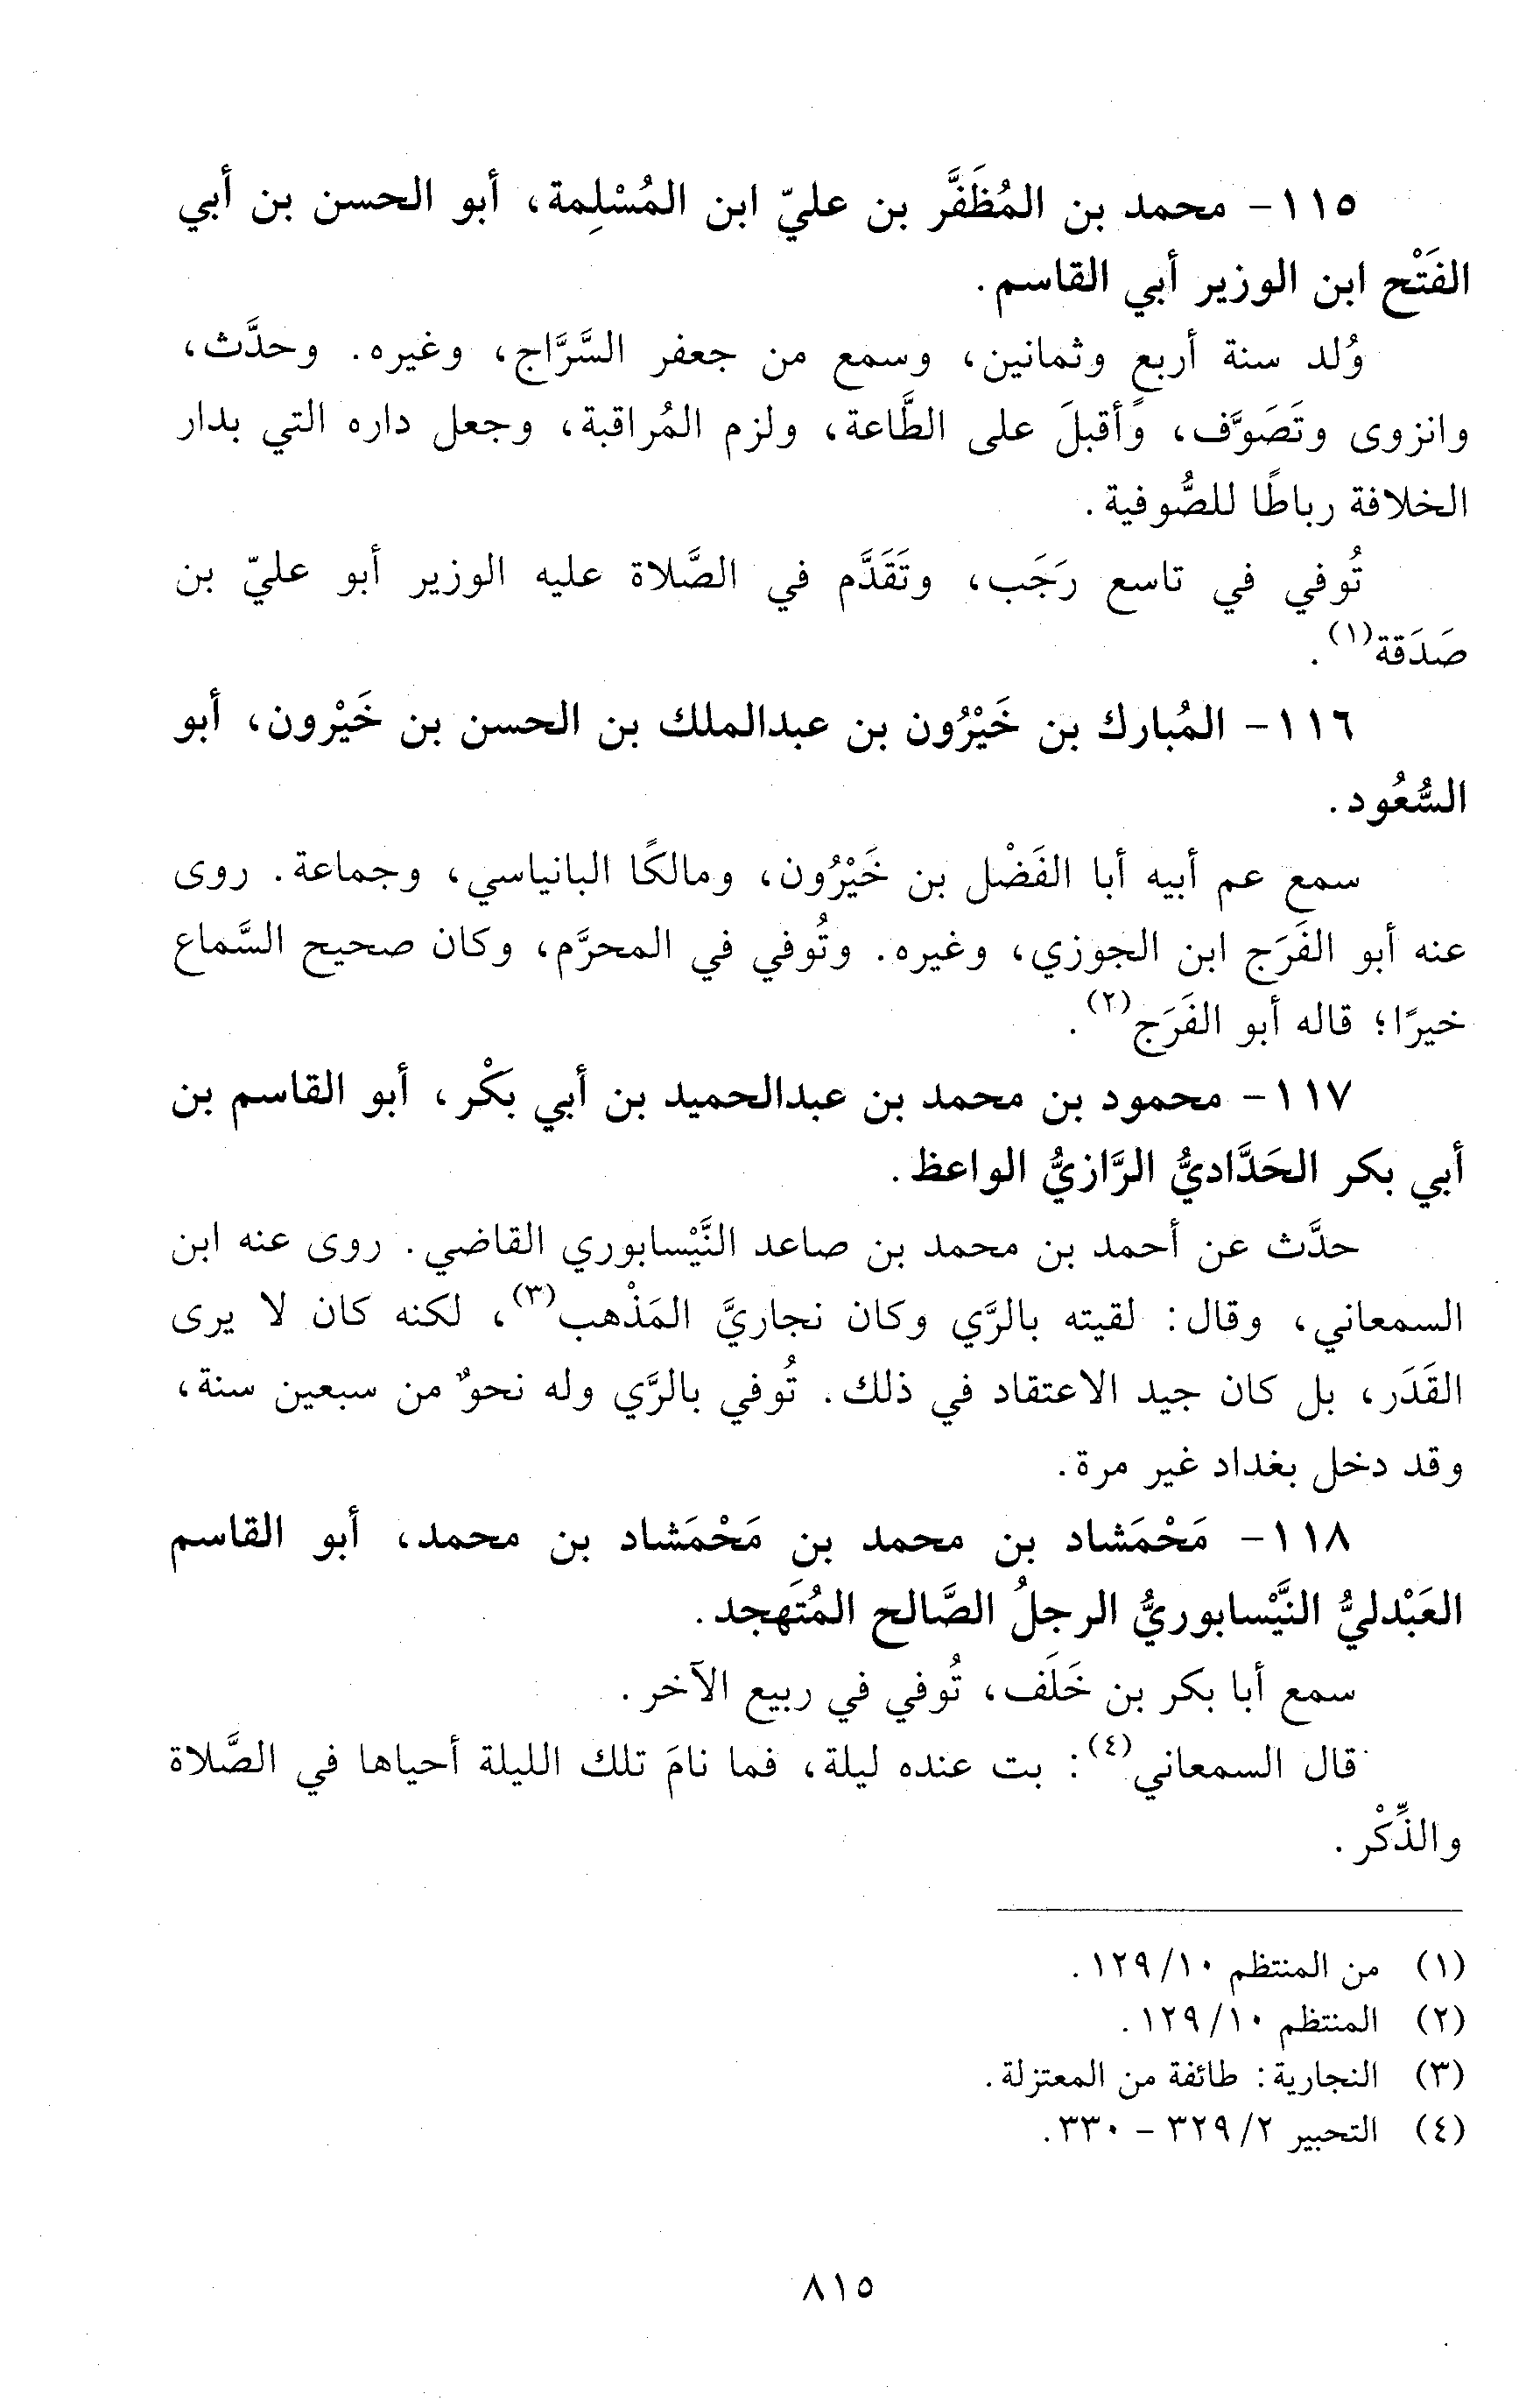 ١١٥- محمد بن المُظَفَّر بن عليّ ابن المُسْلِمة، أبو الحسن بن أبي
الفَتْح ابن الوزير أبي القاسم.
وُلد سنة أربعٍ وثمانين، وسمع من جعفر السَّرَّاج، وغيره. وحدَّث،
وانزوى وتَصَوَّف، وأقبلَ على الطَّاعة، ولزم المُراقبة، وجعل داره التي بدار
الخلافة رباطًا للصُّوفية.
تُوفي في تاسع رَجَب، وتَقَدَّم في الصَّلاة عليه الوزير أبو عليّ بن
صَدَقة(١).
١١٦- المُبارك بن خَيْرُون بن عبدالملك بن الحسن بن خَيْرون، أبو
السُّعُود.
سمع عم أبيه أبا الفَضْل بن خَيْرُون، ومالكًا البانياسي، وجماعة. روى
عنه أبو الفَرَج ابن الجوزي، وغيره. وتُوفي في المحرَّم، وكان صحيح السَّماع
خيرًا؛ قاله أبو الفَرَج(٢).
١١٧- محمود بن محمد بن عبدالحميد بن أبي بكْر، أبو القاسم بن
أبي بكر الحَدَّاديُّ الرَّازيُّ الواعظ.
حدَّث عن أحمد بن محمد بن صاعد النَّيْسابوري القاضي. روى عنه ابن
السمعاني، وقال: لقيته بالرَّي وكان نجاريَّ المَذْهب(٣)، لكنه كان لا يرى
القَدَر، بل كان جيد الاعتقاد في ذلك. تُوفي بالرَّي وله نحوٌ من سبعين سنة،
وقد دخل بغداد غير مرة.
١١٨- مَحْمَشاد بن محمد بن مَحْمَشاد بن محمد، أبو القاسم
العَبْدليُّ النَّيْسابوريُّ الرجلُ الصَّالح المُتَهجد.
سمع أبا بكر بن خَلَف، تُوفي في ربيع الآخر.
قال السمعاني(٤): بت عنده ليلة، فما نامَ تلك الليلة أحياها في الصَّلاة
والذِّكْر.
(١) من المنتظم ١٠/ ١٢٩.
(٢) المنتظم ١٠/ ١٢٩.
(٣) النجارية: طائفة من المعتزلة.
(٤) التحبير ٢/ ٣٢٩ - ٣٣٠.
٨١٥